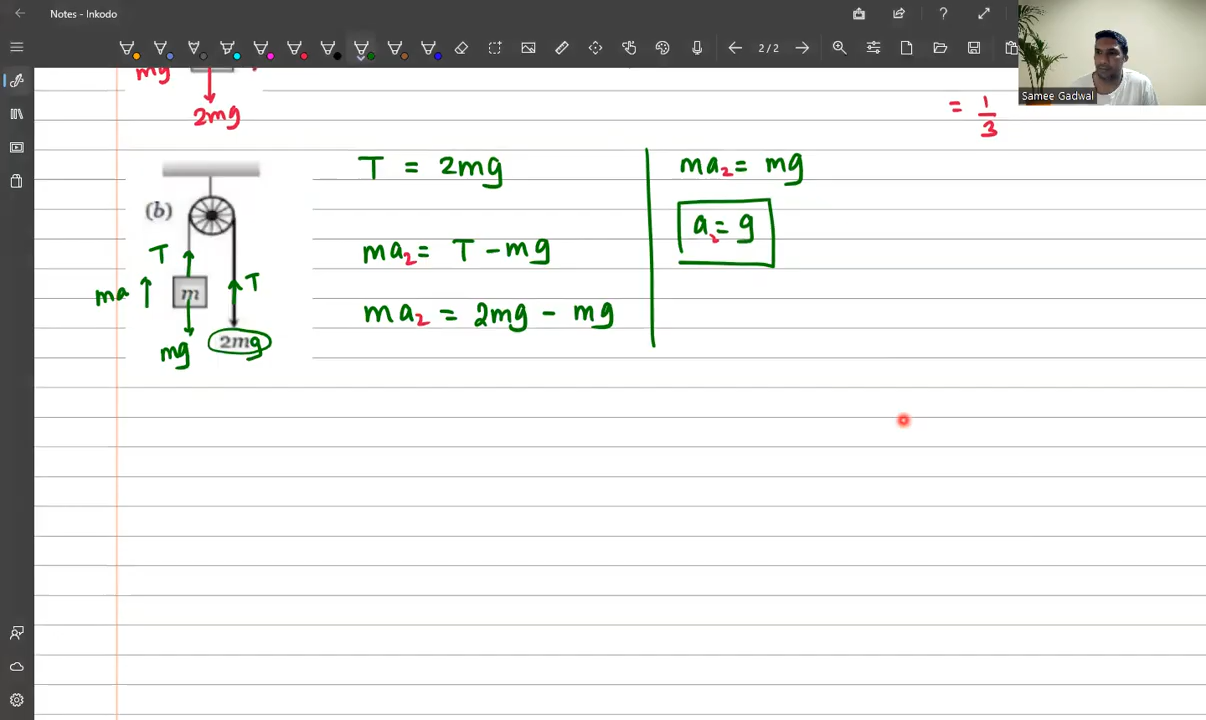 Notes - Inkodo
2 / 2
Samee Gadwal
mg
2mg
= 1/3
(b)
T
T
ma
m
mg
2mg
T = 2mg
ma₂ = T - mg
ma₂ = 2mg - mg
ma₂ = mg
a₂ = g